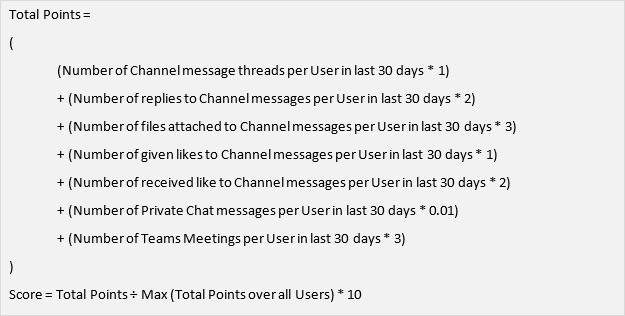 Total Points =
(
(Number of Channel message threads per User in last 30 days * 1)
+ (Number of replies to Channel messages per User in last 30 days * 2)
+ (Number of files attached to Channel messages per User in last 30 days * 3)
+ (Number of given likes to Channel messages per User in last 30 days * 1)
+ (Number of received like to Channel messages per User in last 30 days * 2)
+ (Number of Private Chat messages per User in last 30 days * 0.01)
+ (Number of Teams Meetings per User in last 30 days * 3)
)
Score = Total Points ÷ Max (Total Points over all Users) * 10